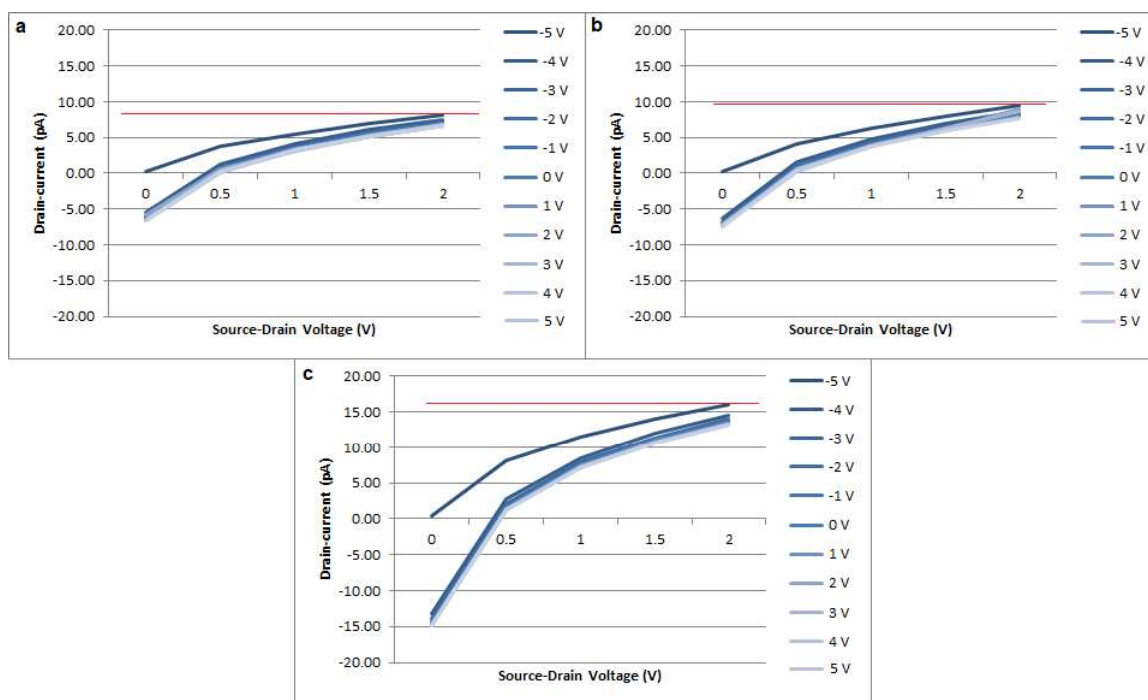 a
20.00
15.00
10.00
5.00
0.00
-5.00
-10.00
-15.00
-20.00
Drain-current (pA)
0 0.5 1 1.5 2
Source-Drain Voltage (V)
-5 V
-4 V
-3 V
-2 V
-1 V
0 V
1 V
2 V
3 V
4 V
5 V
b
20.00
15.00
10.00
5.00
0.00
-5.00
-10.00
-15.00
-20.00
Drain-current (pA)
0 0.5 1 1.5 2
Source-Drain Voltage (V)
-5 V
-4 V
-3 V
-2 V
-1 V
0 V
1 V
2 V
3 V
4 V
5 V
c
20.00
15.00
10.00
5.00
0.00
-5.00
-10.00
-15.00
-20.00
Drain-current (pA)
0 0.5 1 1.5 2
Source-Drain Voltage (V)
-5 V
-4 V
-3 V
-2 V
-1 V
0 V
1 V
2 V
3 V
4 V
5 V